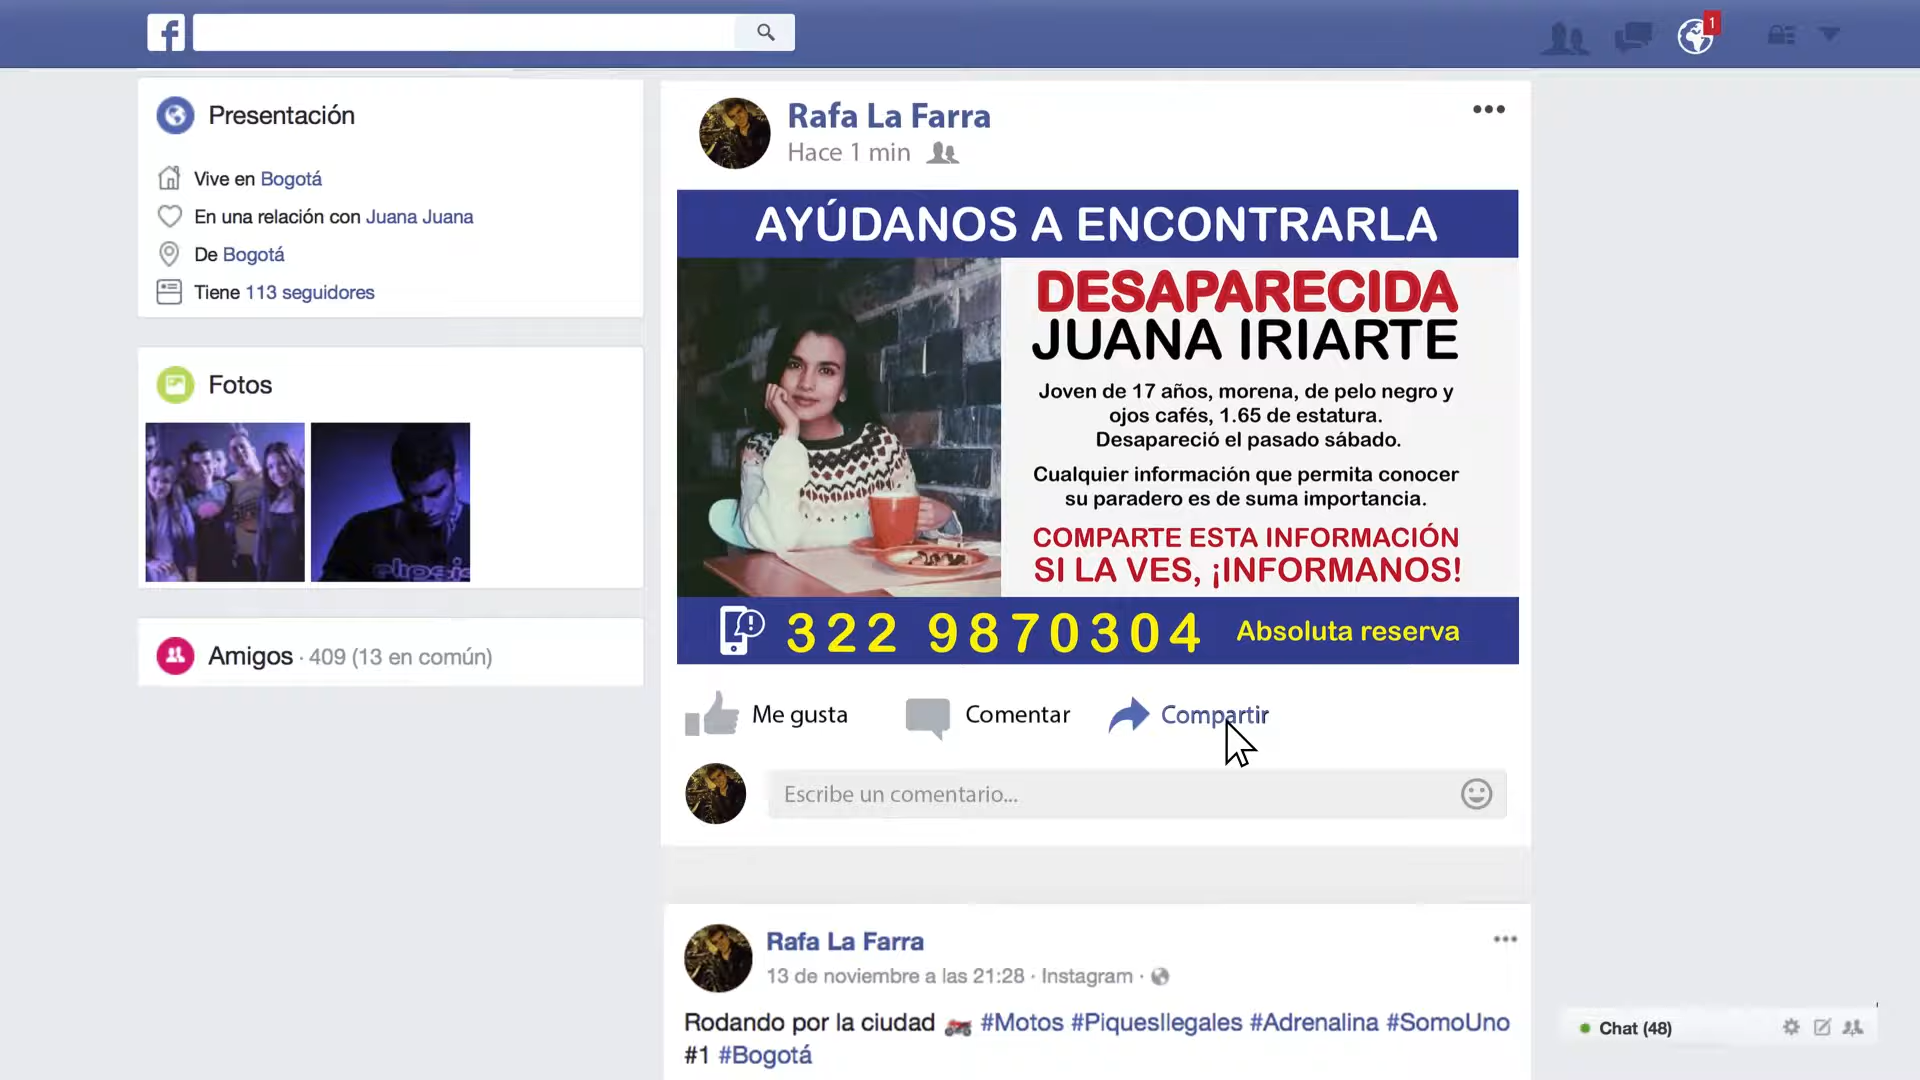 f
1
Presentación
Vive en Bogotá
En una relación con Juana Juana
De Bogotá
Tiene 113 seguidores
Fotos
Amigos · 409 (13 en común)
Rafa La Farra
Hace 1 min
AYÚDANOS A ENCONTRARLA
DESAPARECIDA
JUANA IRIARTE
Joven de 17 años, morena, de pelo negro y
ojos cafés, 1.65 de estatura.
Desapareció el pasado sábado.
Cualquier información que permita conocer
su paradero es de suma importancia.
COMPARTE ESTA INFORMACIÓN
SI LA VES, ¡INFORMANOS!
322 9870304 Absoluta reserva
Me gusta Comentar Compartir
Escribe un comentario...
Rafa La Farra
13 de noviembre a las 21:28 · Instagram ·
Rodando por la ciudad #Motos #PiquesIlegales #Adrenalina #SomoUno
#1 #Bogotá
Chat (48)